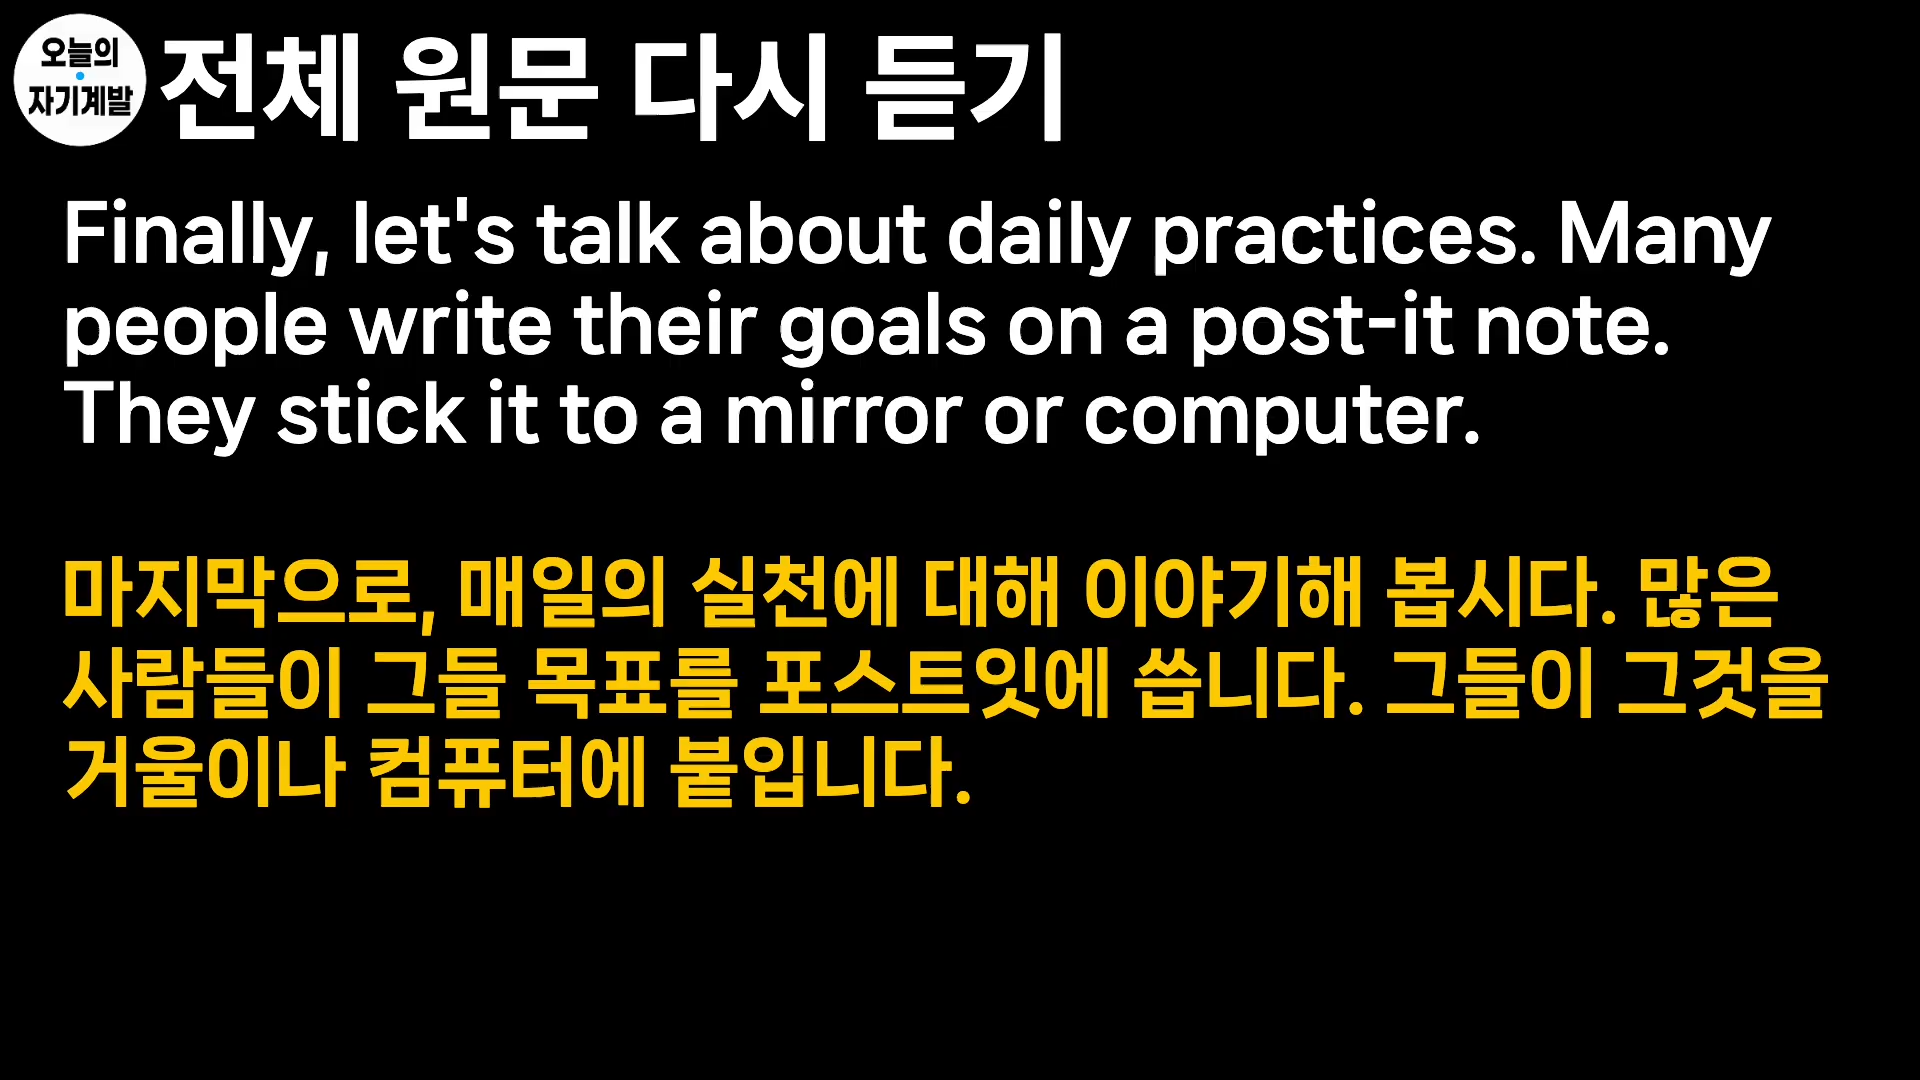 오늘의
자기계발
전체 원문 다시 듣기
Finally, let's talk about daily practices. Many
people write their goals on a post-it note.
They stick it to a mirror or computer.
마지막으로, 매일의 실천에 대해 이야기해 봅시다. 많은
사람들이 그들 목표를 포스트잇에 씁니다. 그들이 그것을
거울이나 컴퓨터에 붙입니다.